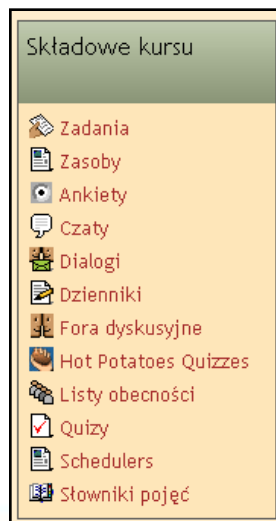 Składowe kursu
Zadania
Zasoby
Ankiety
Czaty
Dialogi
Dzienniki
Fora dyskusyjne
Hot Potatoes Quizzes
Listy obecności
Quizy
Schedulers
Słowniki pojęć